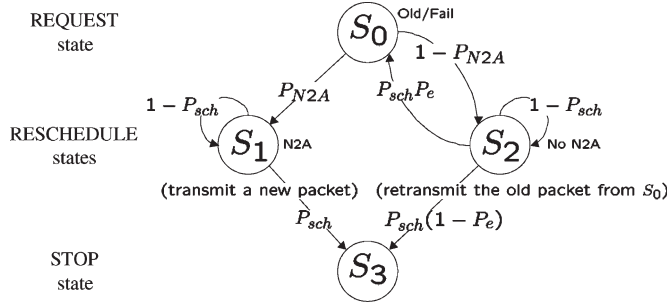 REQUEST
state
S0
Old/Fail
1 − PN2A
PN2A
PschPe
1 − Psch
1 − Psch
RESCHEDULE
states
S1
N2A
S2
No N2A
(transmit a new packet)
(retransmit the old packet from S0)
Psch
Psch(1 − Pe)
STOP
state
S3